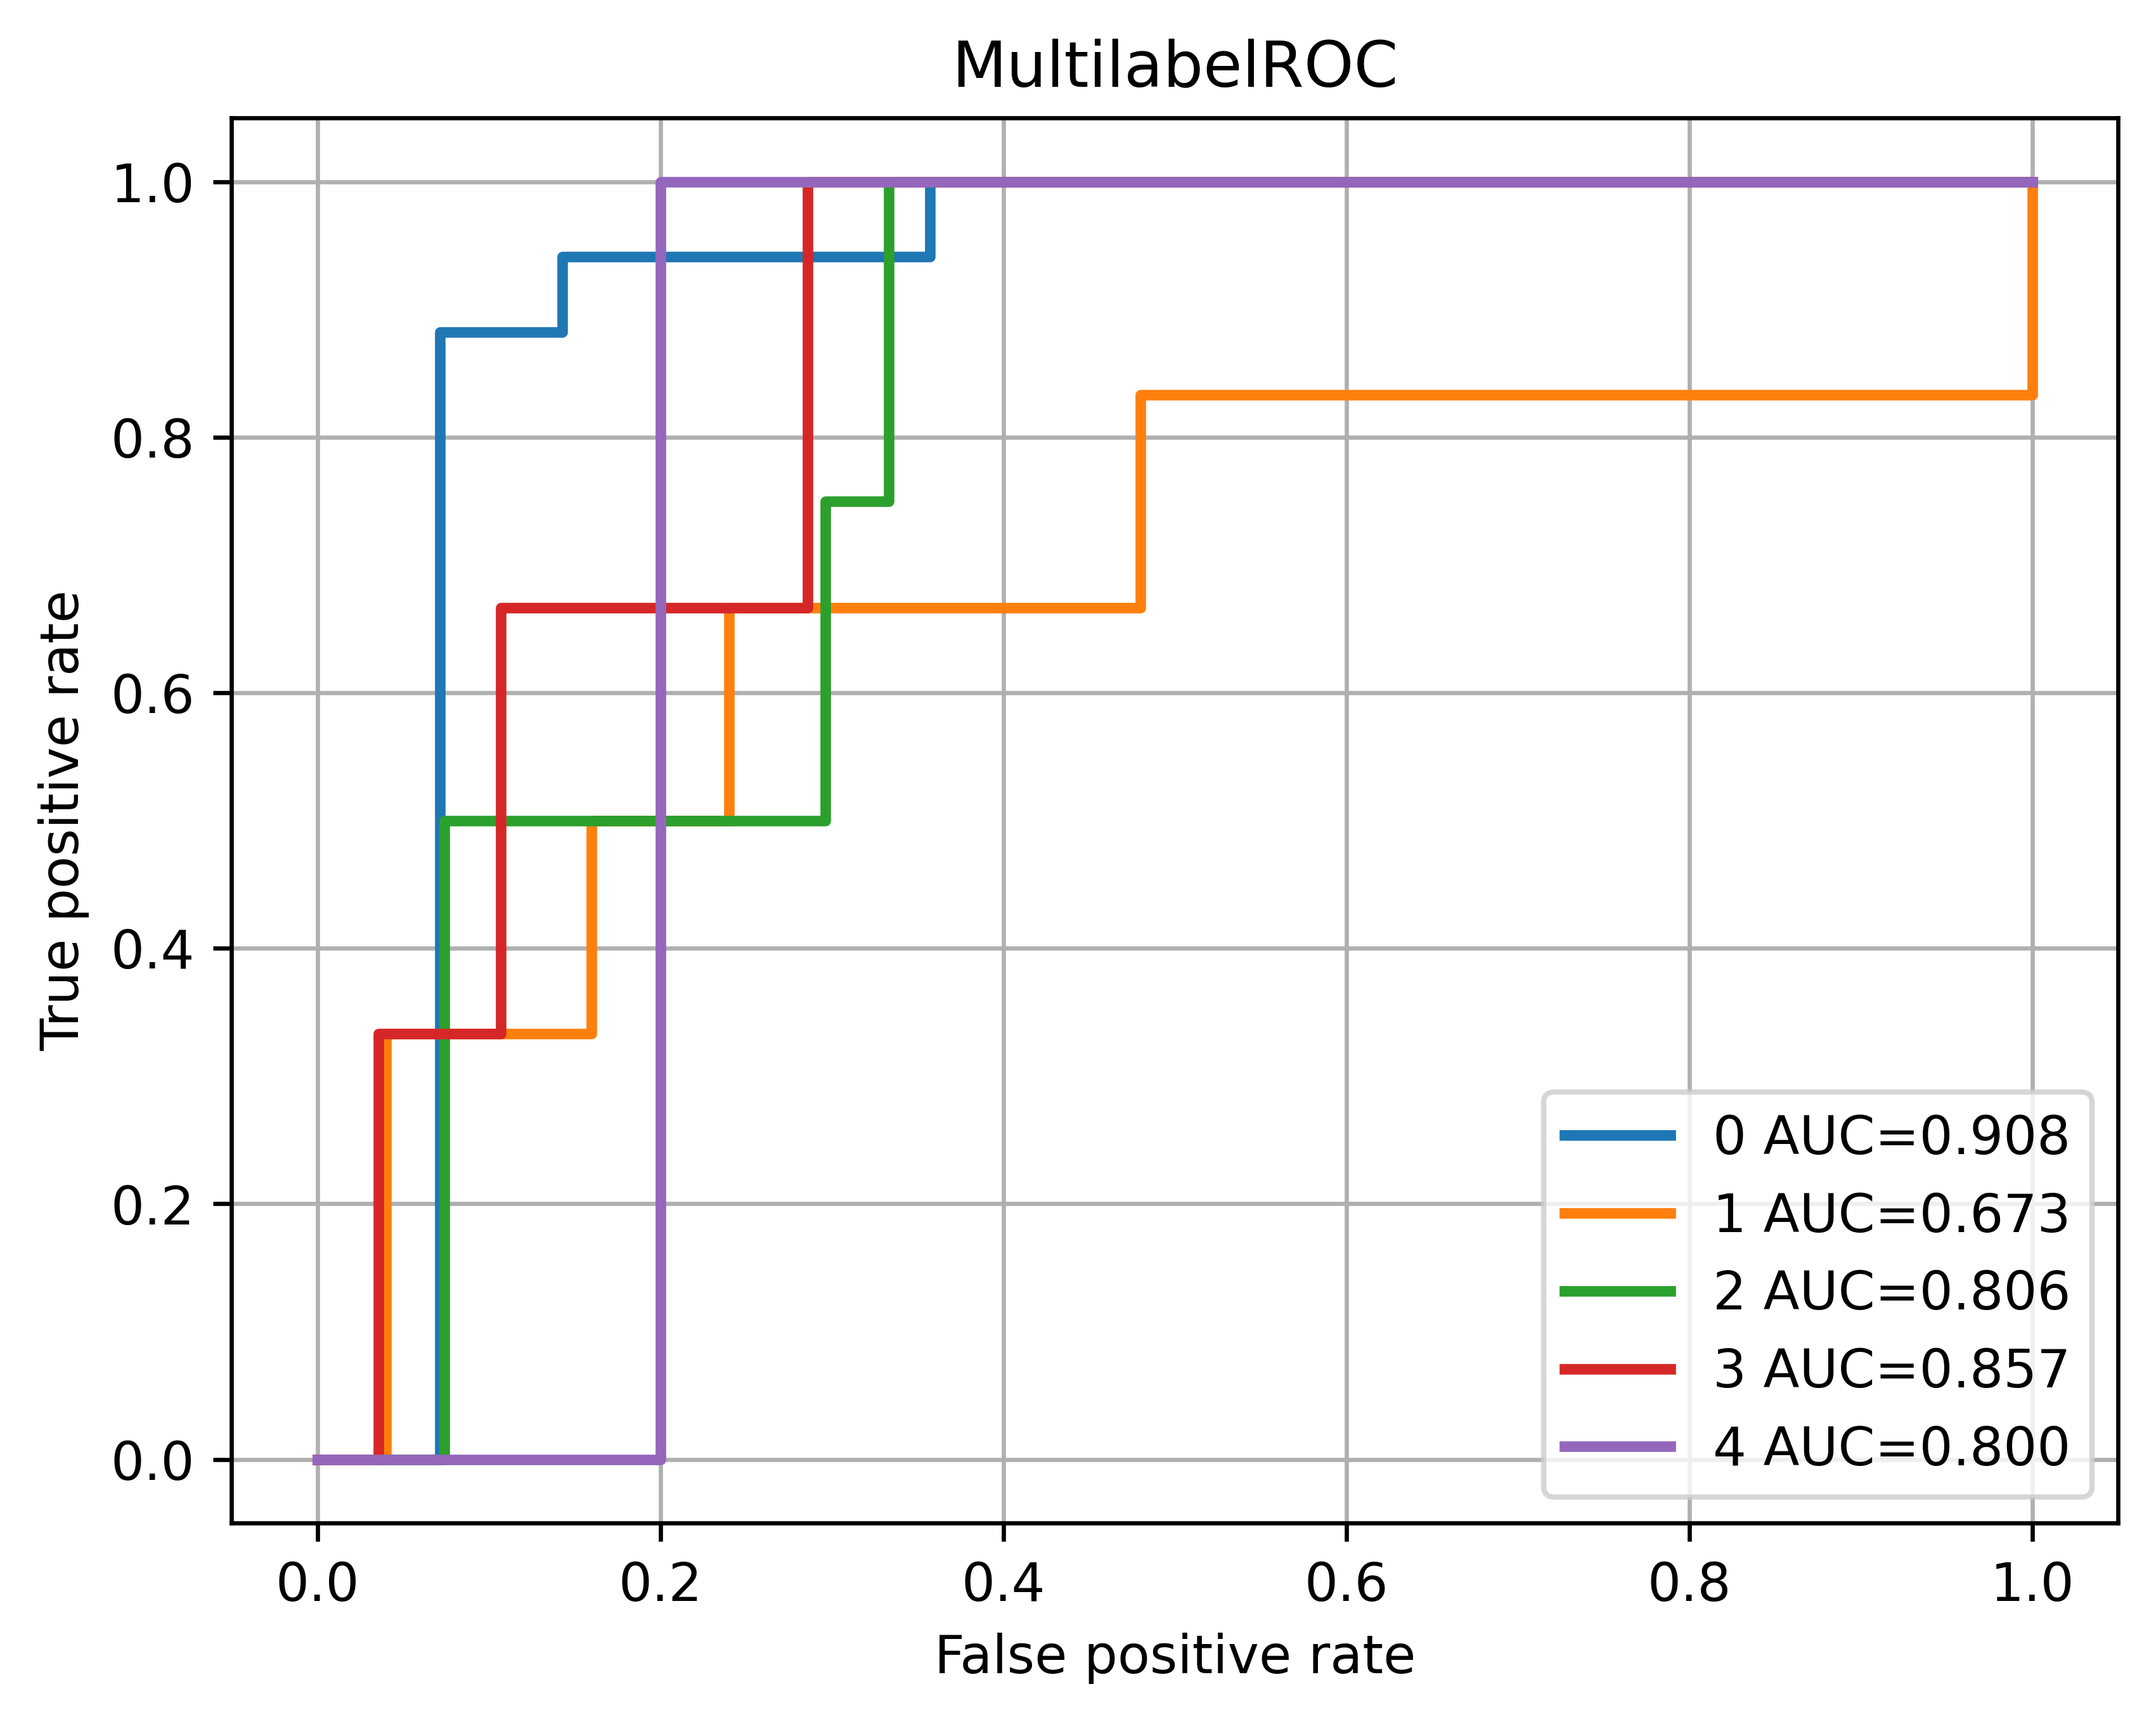 MultilabelROC
1.0
0.8
0.6
0.4
0.2
0.0
True positive rate
0 AUC=0.908
1 AUC=0.673
2 AUC=0.806
3 AUC=0.857
4 AUC=0.800
0.0 0.2 0.4 0.6 0.8 1.0
False positive rate